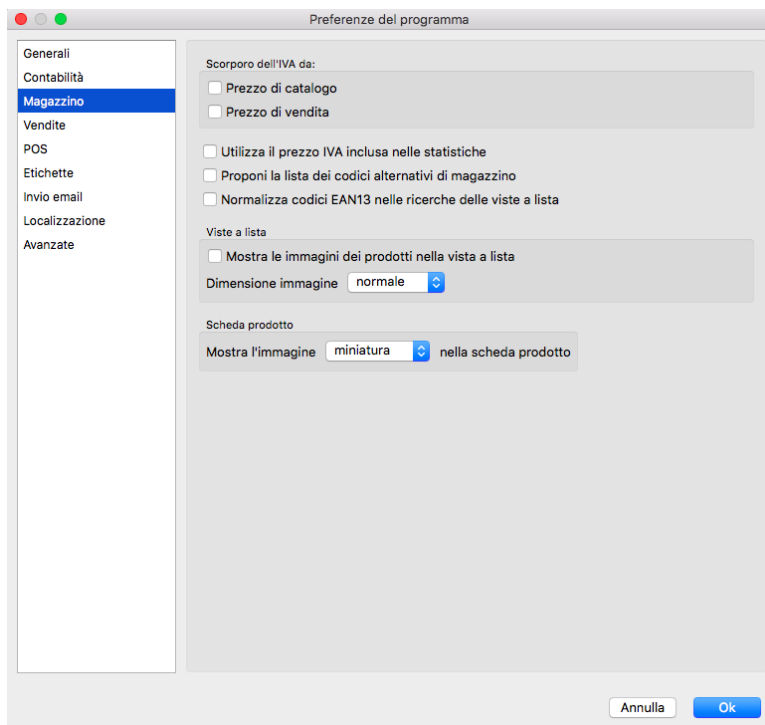 Preferenze del programma
Generali
Contabilità
Magazzino
Vendite
POS
Etichette
Invio email
Localizzazione
Avanzate
Scorporo dell'IVA da:
Prezzo di catalogo
Prezzo di vendita
Utilizza il prezzo IVA inclusa nelle statistiche
Proponi la lista dei codici alternativi di magazzino
Normalizza codici EAN13 nelle ricerche delle viste a lista
Viste a lista
Mostra le immagini dei prodotti nella vista a lista
Dimensione immagine normale
Scheda prodotto
Mostra l'immagine miniatura nella scheda prodotto
Annulla Ok